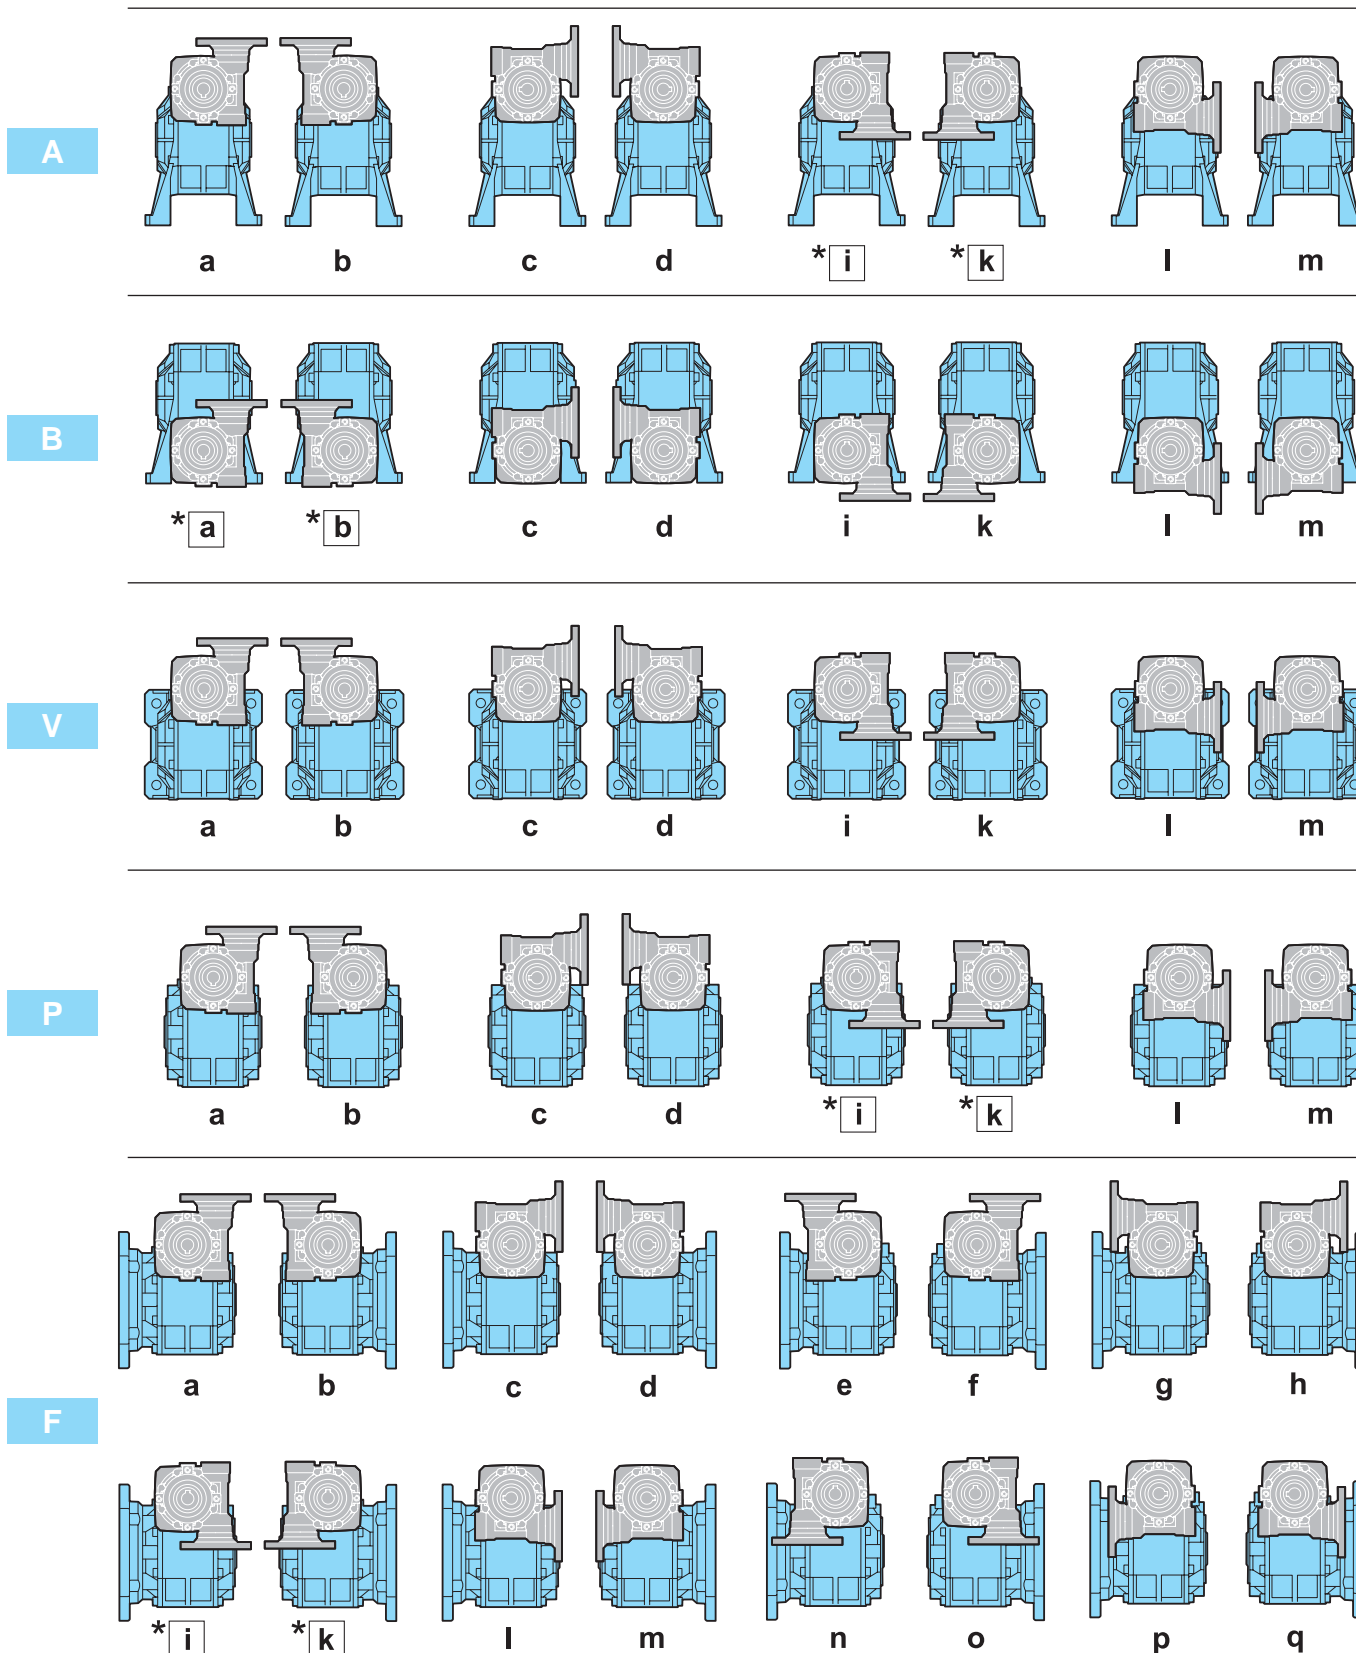 A
a b c d *i *k l m
B
*a *b c d i k l m
V
a b c d i k l m
P
a b c d *i *k l m
F
a b c d e f g h
*i *k l m n o p q